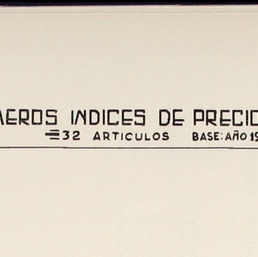 MEROS INDICES DE PRECIO
32 ARTICULOS BASE: AÑO 19